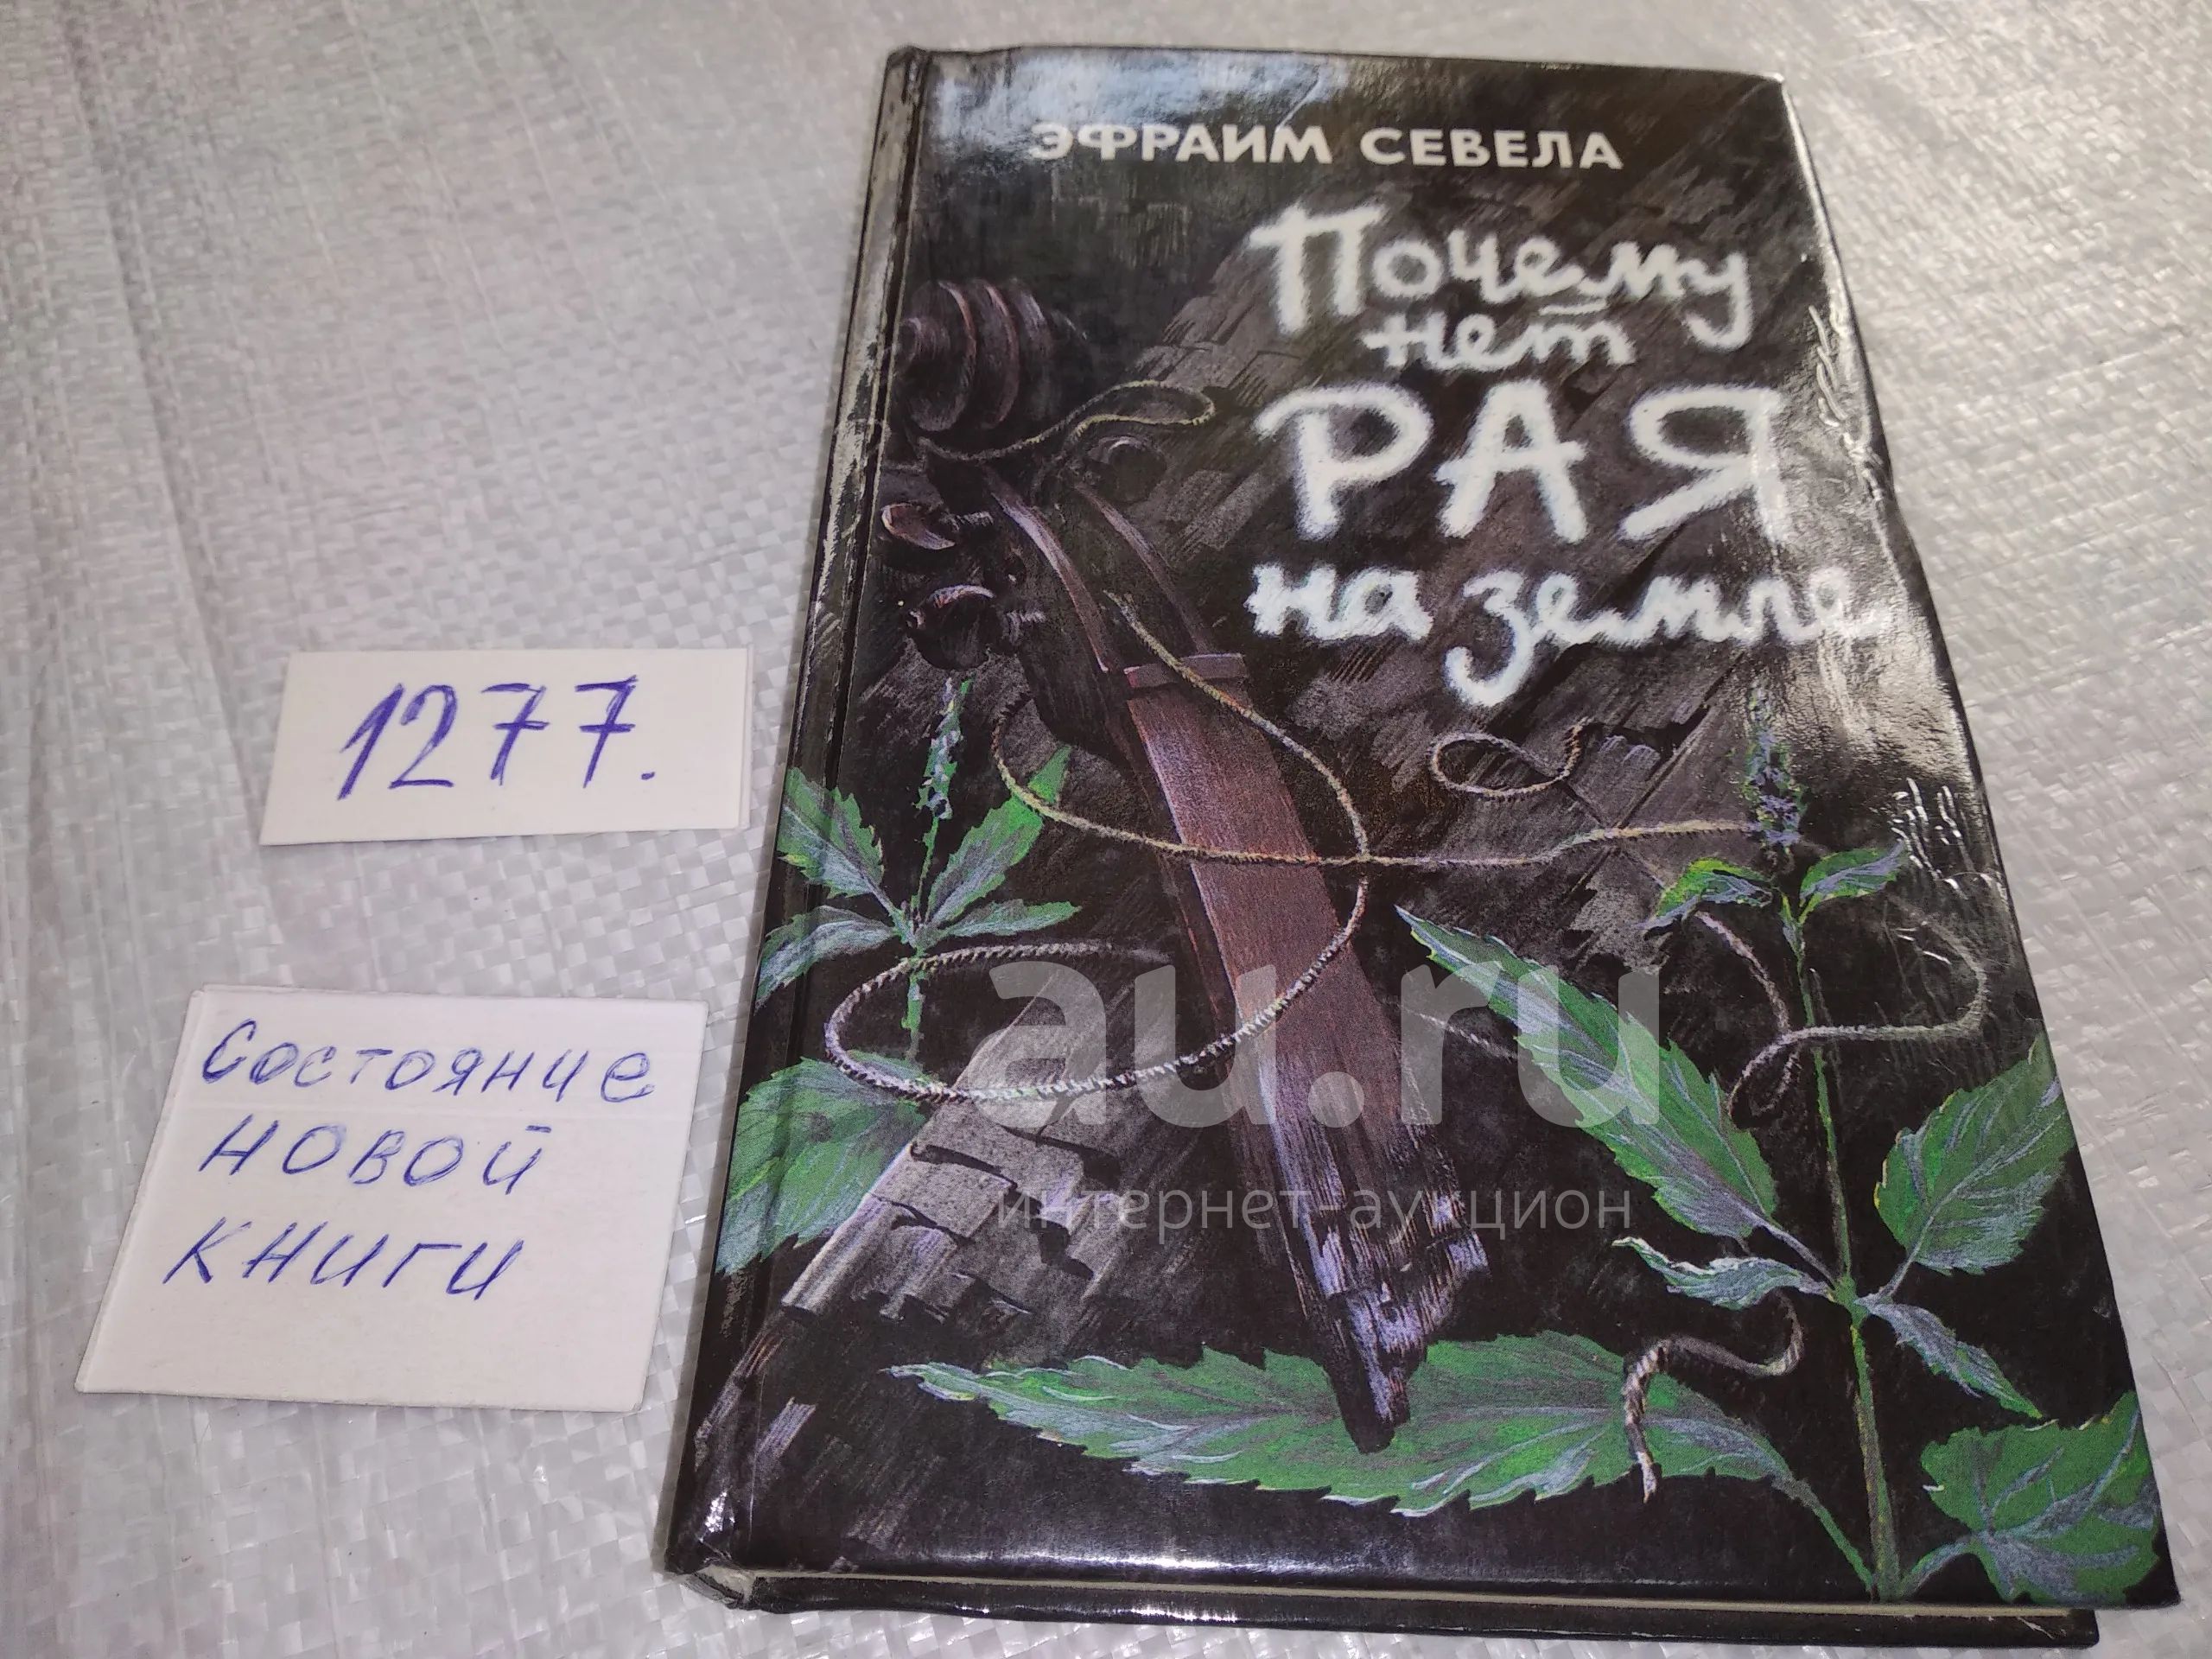 ЭФРАИМ СЕВЕЛА
Почему
нет
РАЯ
на земле
1277.
Состояние
новой
книги
au.ru
интернет-аукцион